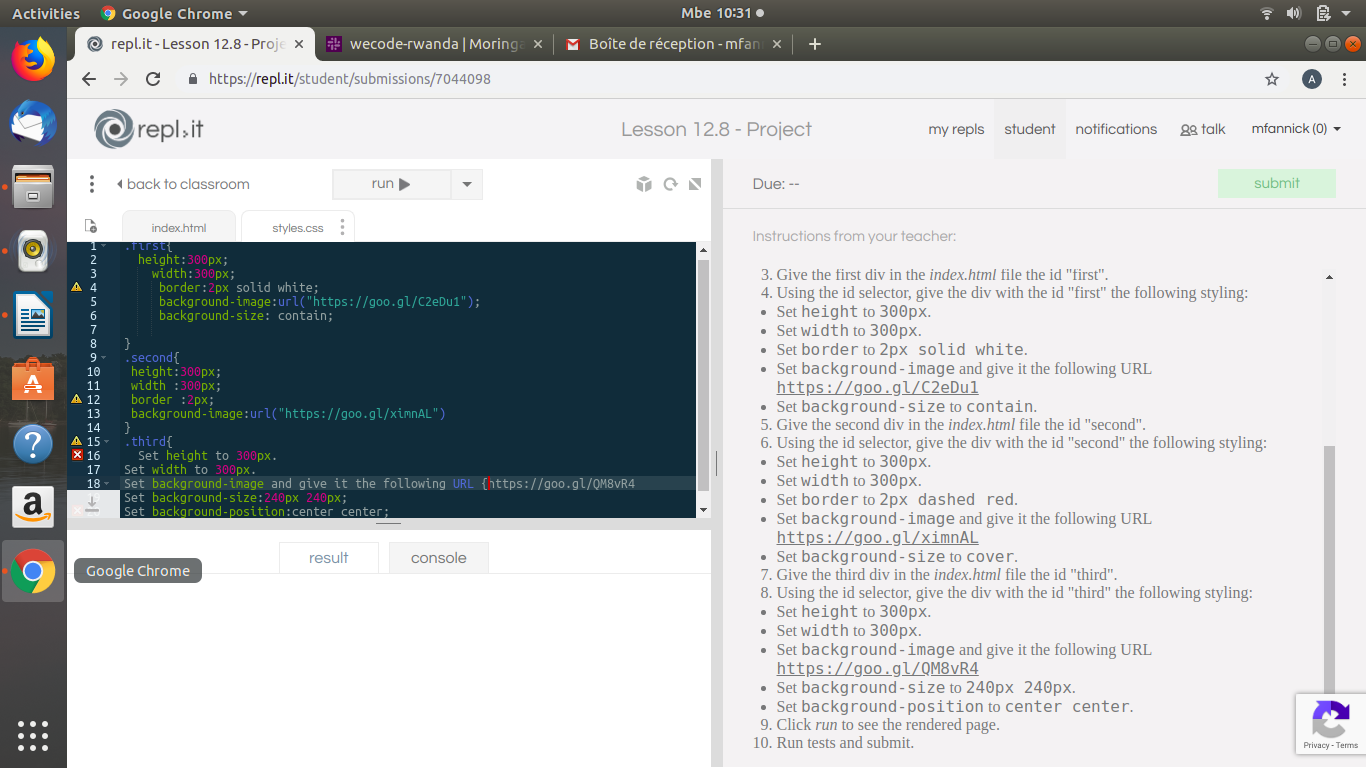 Activities Google Chrome Mbe 10:31
repl.it - Lesson 12.8 - Proje wecode-rwanda | Moringa Boîte de réception - mfann
https://repl.it/student/submissions/7044098 A
repl.it Lesson 12.8 - Project my repls student notifications talk mfannick (0)
back to classroom run
index.html styles.css
1 .first{
2 height:300px;
3 width:300px;
4 border:2px solid white;
5 background-image:url("https://goo.gl/C2eDu1");
6 background-size: contain;
7
8 }
9 .second{
10 height:300px;
11 width :300px;
12 border :2px;
13 background-image:url("https://goo.gl/ximnAL")
14 }
15 .third{
16 Set height to 300px.
17 Set width to 300px.
18 Set background-image and give it the following URL {https://goo.gl/QM8vR4
Set background-size:240px 240px;
Set background-position:center center;
result console
Google Chrome
Due: -- submit
Instructions from your teacher:
3. Give the first div in the index.html file the id "first".
4. Using the id selector, give the div with the id "first" the following styling:
• Set height to 300px.
• Set width to 300px.
• Set border to 2px solid white.
• Set background-image and give it the following URL
https://goo.gl/C2eDu1
• Set background-size to contain.
5. Give the second div in the index.html file the id "second".
6. Using the id selector, give the div with the id "second" the following styling:
• Set height to 300px.
• Set width to 300px.
• Set border to 2px dashed red.
• Set background-image and give it the following URL
https://goo.gl/ximnAL
• Set background-size to cover.
7. Give the third div in the index.html file the id "third".
8. Using the id selector, give the div with the id "third" the following styling:
• Set height to 300px.
• Set width to 300px.
• Set background-image and give it the following URL
https://goo.gl/QM8vR4
• Set background-size to 240px 240px.
• Set background-position to center center.
9. Click run to see the rendered page.
10. Run tests and submit.
Privacy - Terms